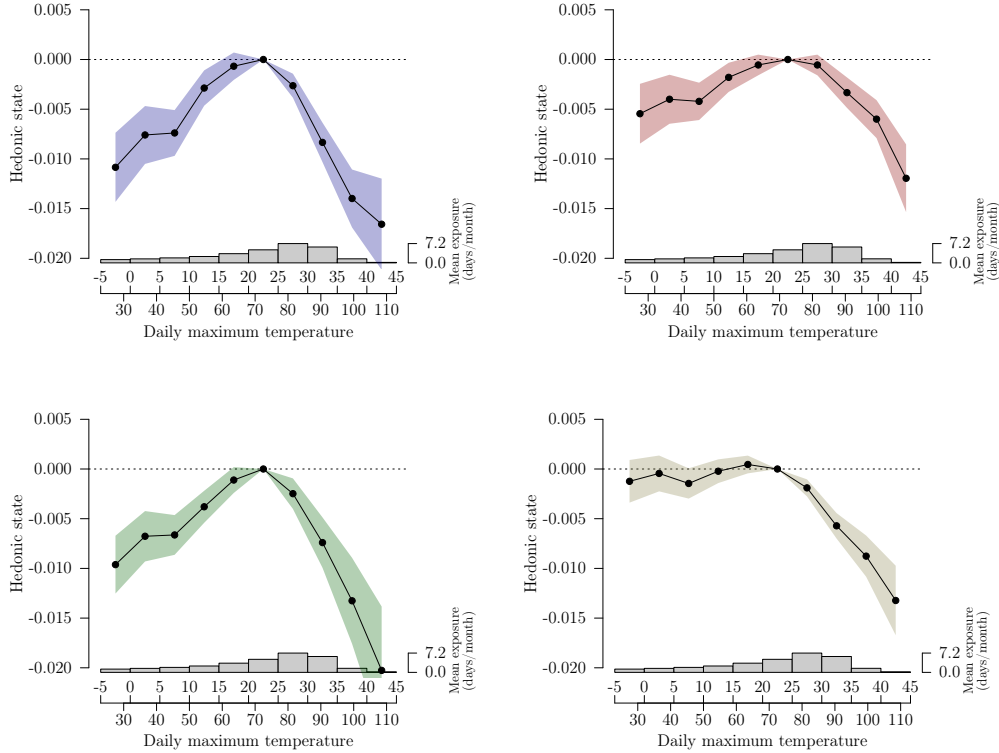 0.005
0.000
-0.005
-0.010
-0.015
-0.020
Hedonic state
Mean exposure
(days/month)
7.2
0.0
-5 0 5 10 15 20 25 30 35 40 45
30 40 50 60 70 80 90 100 110
Daily maximum temperature
0.005
0.000
-0.005
-0.010
-0.015
-0.020
Hedonic state
Mean exposure
(days/month)
7.2
0.0
-5 0 5 10 15 20 25 30 35 40 45
30 40 50 60 70 80 90 100 110
Daily maximum temperature
0.005
0.000
-0.005
-0.010
-0.015
-0.020
Hedonic state
Mean exposure
(days/month)
7.2
0.0
-5 0 5 10 15 20 25 30 35 40 45
30 40 50 60 70 80 90 100 110
Daily maximum temperature
0.005
0.000
-0.005
-0.010
-0.015
-0.020
Hedonic state
Mean exposure
(days/month)
7.2
0.0
-5 0 5 10 15 20 25 30 35 40 45
30 40 50 60 70 80 90 100 110
Daily maximum temperature